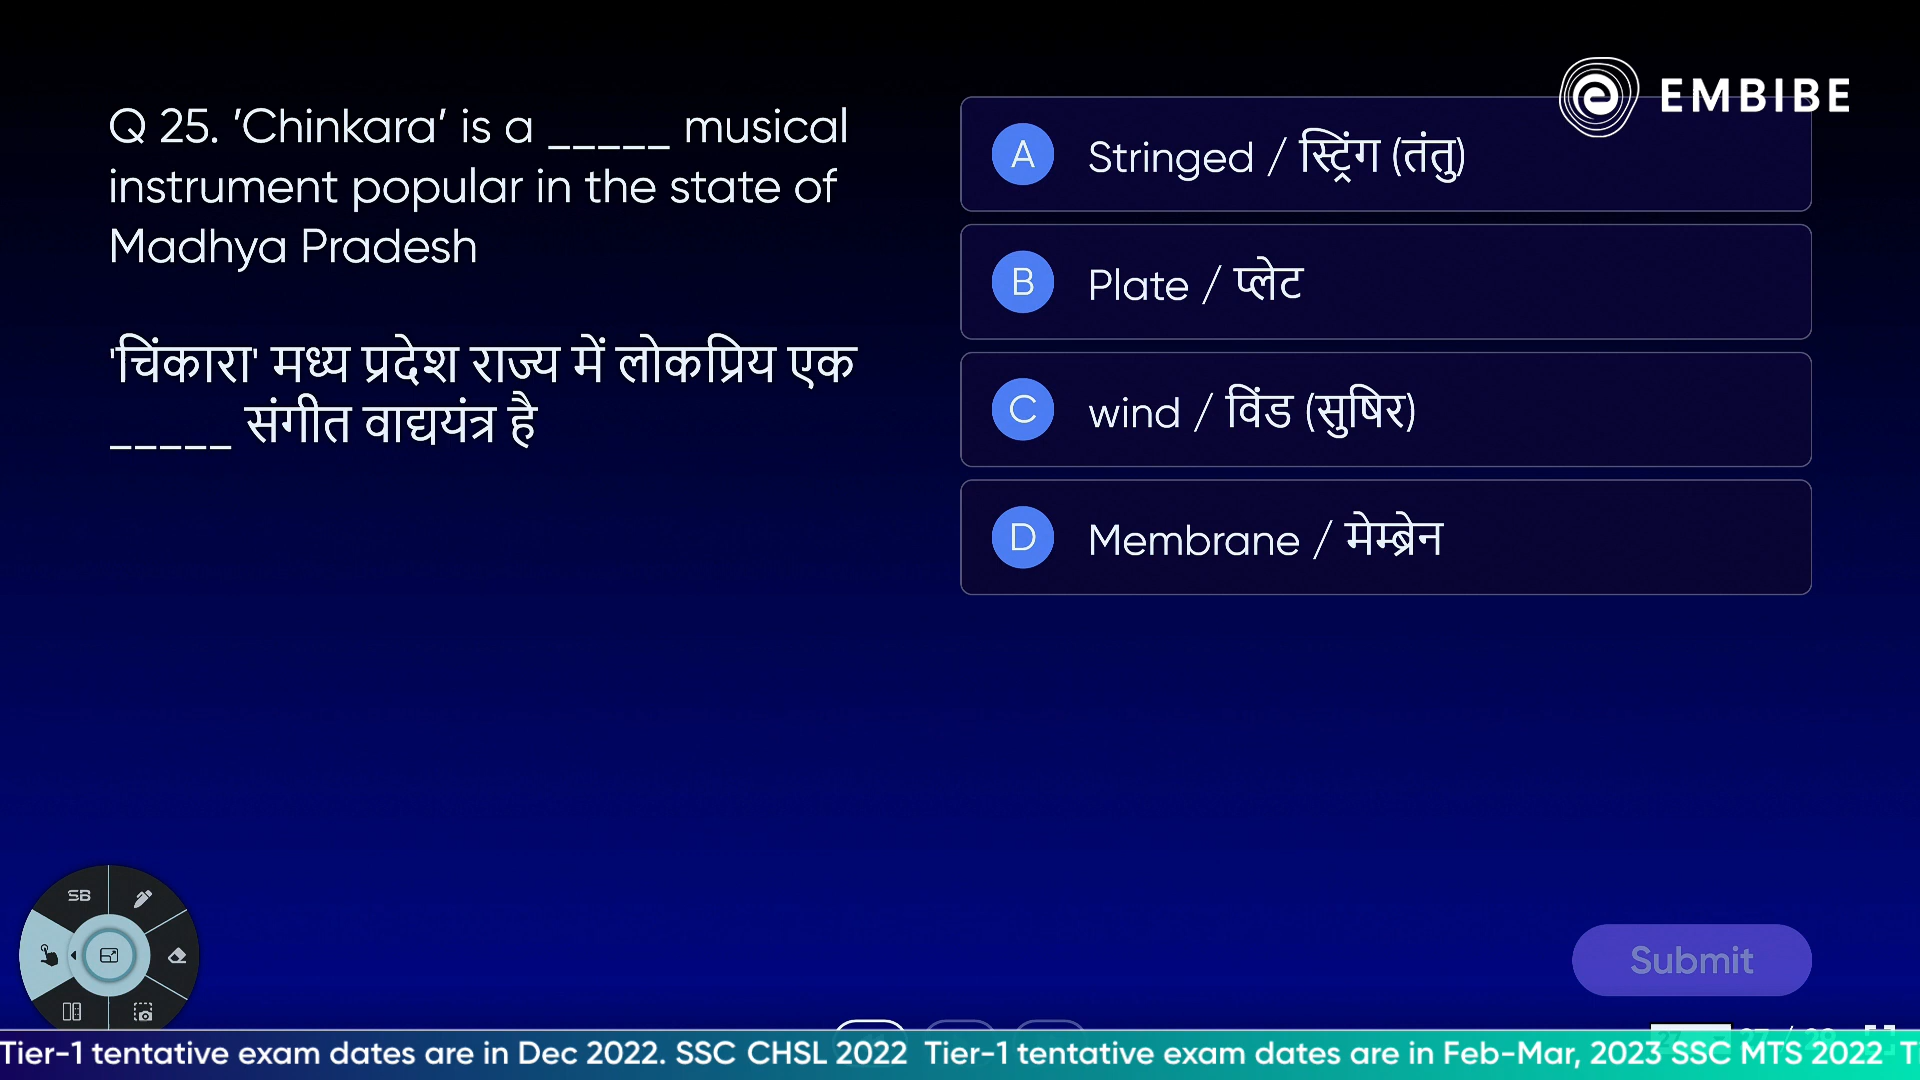 EMBIBE
Q 25. 'Chinkara' is a _____ musical
instrument popular in the state of
Madhya Pradesh
'चिंकारा' मध्य प्रदेश राज्य में लोकप्रिय एक
_____ संगीत वाद्ययंत्र है
A Stringed / स्ट्रिंग (तंतु)
B Plate / प्लेट
C wind / विंड (सुषिर)
D Membrane / मेम्ब्रेन
SB
Submit
Tier-1 tentative exam dates are in Dec 2022. SSC CHSL 2022 Tier-1 tentative exam dates are in Feb-Mar, 2023 SSC MTS 2022